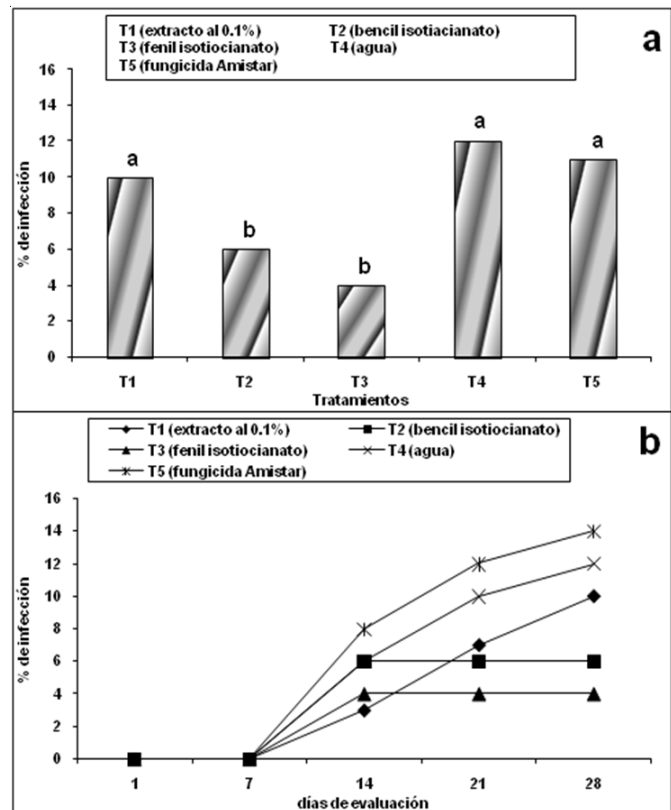 T1 (extracto al 0.1%) T2 (bencil isotiacianato)
T3 (fenil isotiocianato) T4 (agua)
T5 (fungicida Amistar)
a
16
14
12
10
8
6
4
2
0
% de infección
a
b
b
a
a
T1 T2 T3 T4 T5
Tratamientos
b
T1 (extracto al 0.1%) T2 (bencil isotiocianato)
T3 (fenil isotiocianato) T4 (agua)
T5 (fungicida Amistar)
16
14
12
10
8
6
4
2
0
% de infección
1 7 14 21 28
días de evaluación